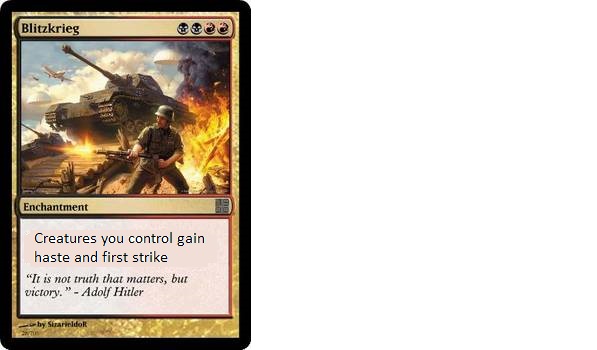 Blitzkrieg
Enchantment
Creatures you control gain
haste and first strike
“It is not truth that matters, but
victory.” - Adolf Hitler
by SizarieldoR